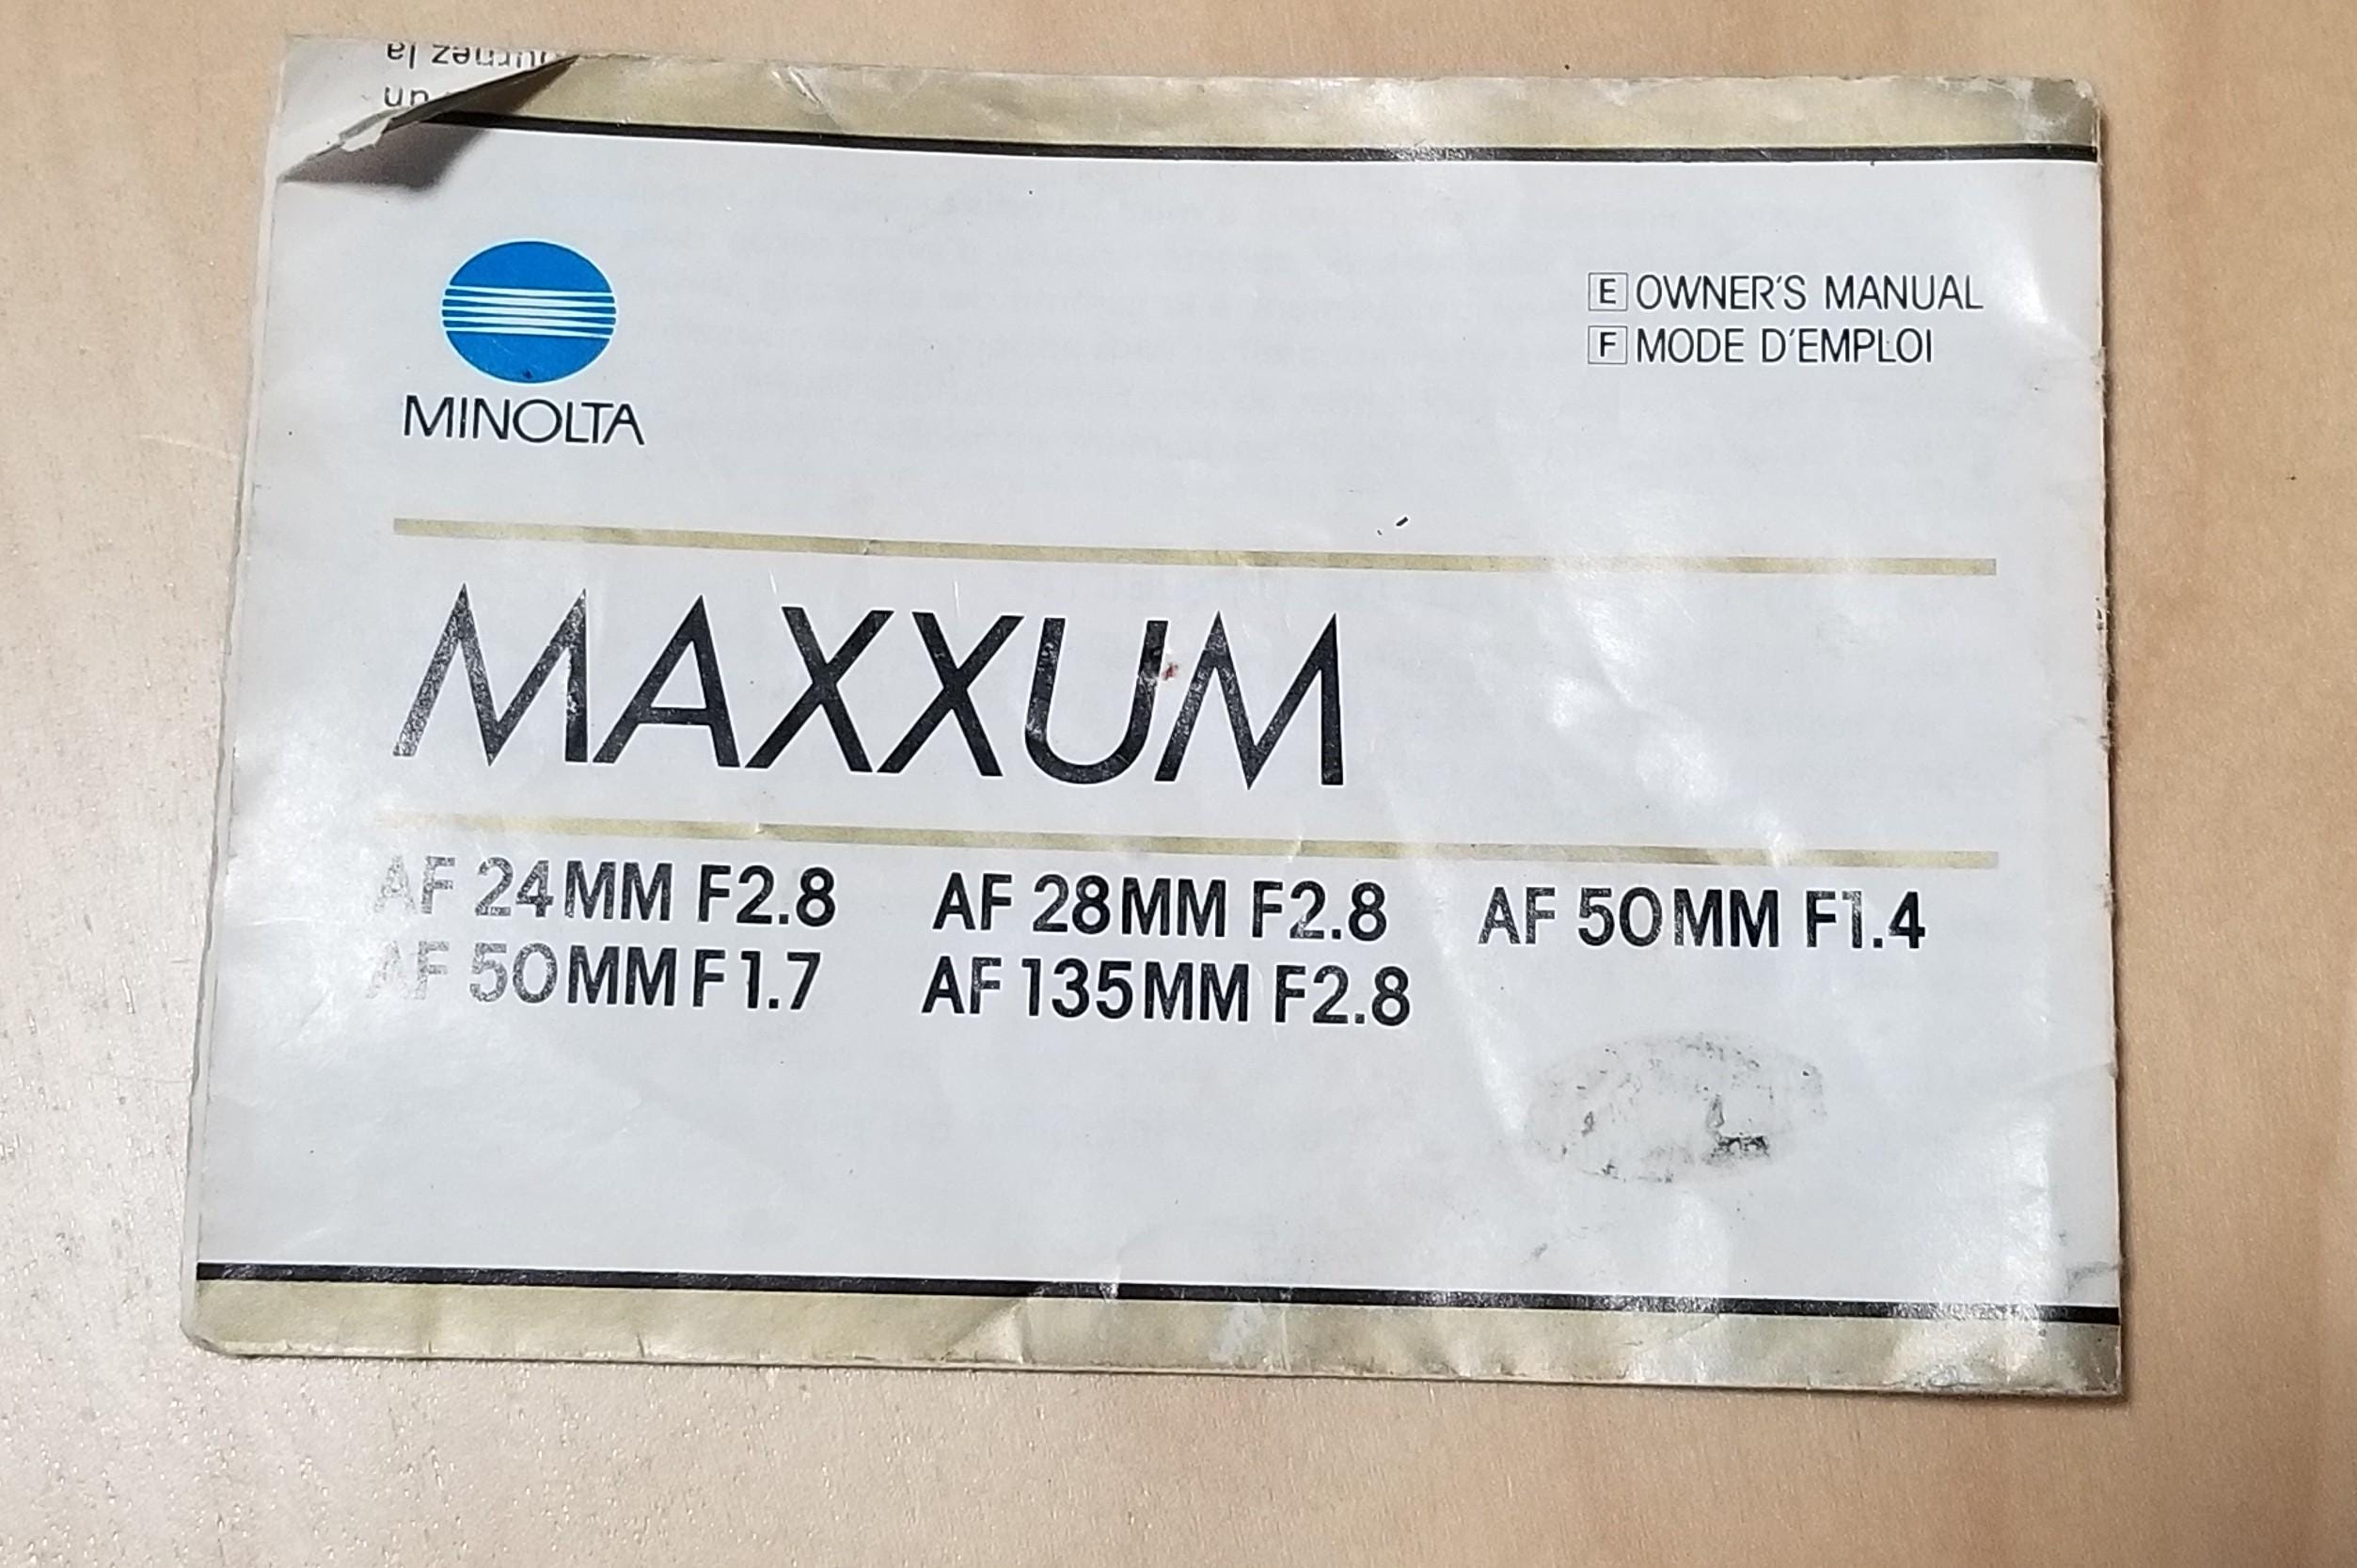 la
un
MINOLTA
E OWNER'S MANUAL
F MODE D'EMPLOI
MAXXUM
AF 24MM F2.8 AF 28MM F2.8 AF 50MM F1.4
AF 50MM F1.7 AF 135MM F2.8